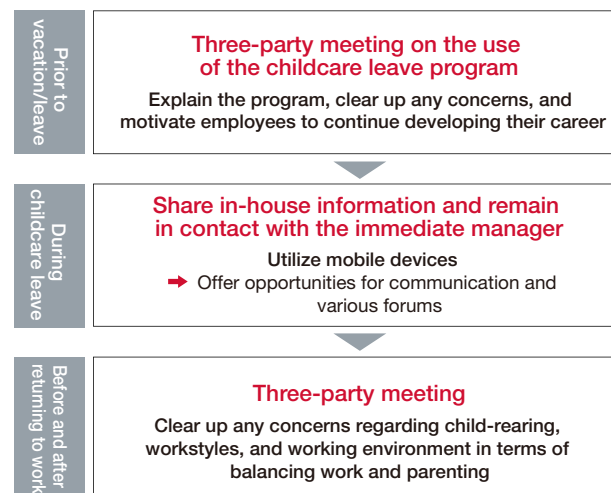 Prior to
vacation/leave
Three-party meeting on the use
of the childcare leave program
Explain the program, clear up any concerns, and
motivate employees to continue developing their career
During
childcare leave
Share in-house information and remain
in contact with the immediate manager
Utilize mobile devices
➔ Offer opportunities for communication and
various forums
Before and after
returning to work
Three-party meeting
Clear up any concerns regarding child-rearing,
workstyles, and working environment in terms of
balancing work and parenting